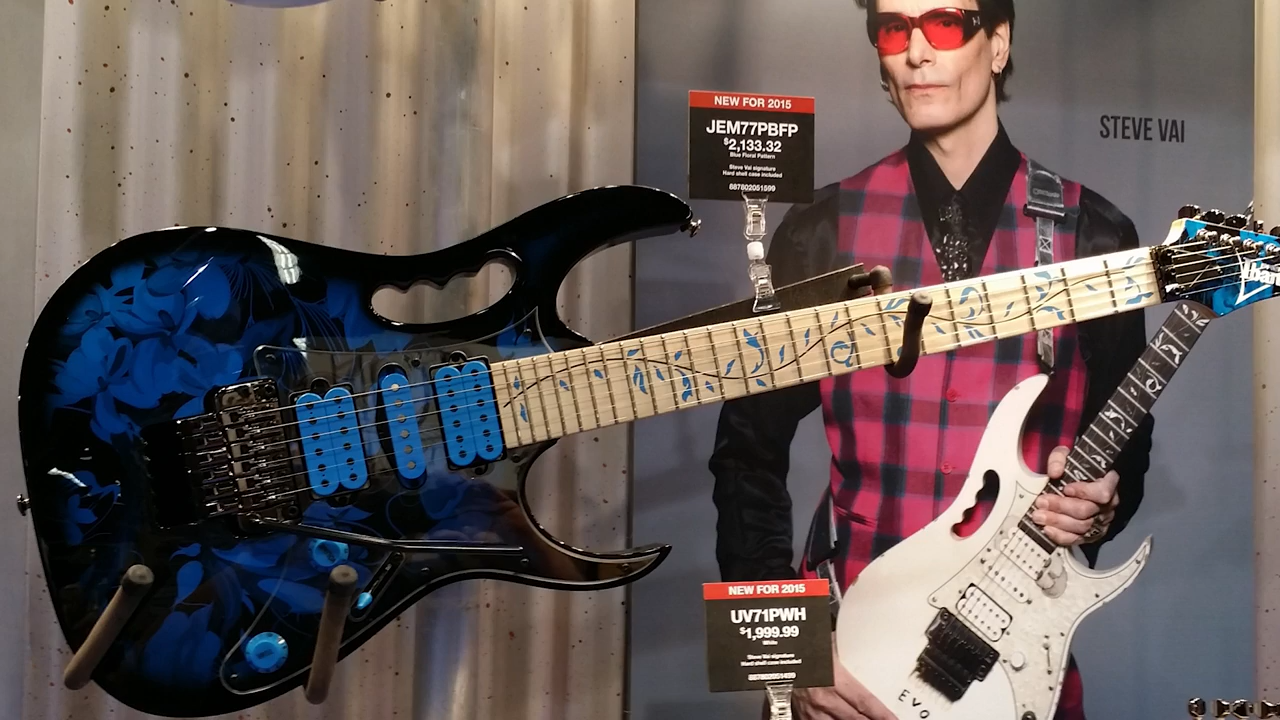 NEW FOR 2015
JEM77PBFP
$2,133.32
Blue Floral Pattern
Steve Vai signature
Hard shell case included
887802051599
STEVE VAI
NEW FOR 2015
UV71PWH
$1,999.99
White
Steve Vai signature
Hard shell case included
EVO